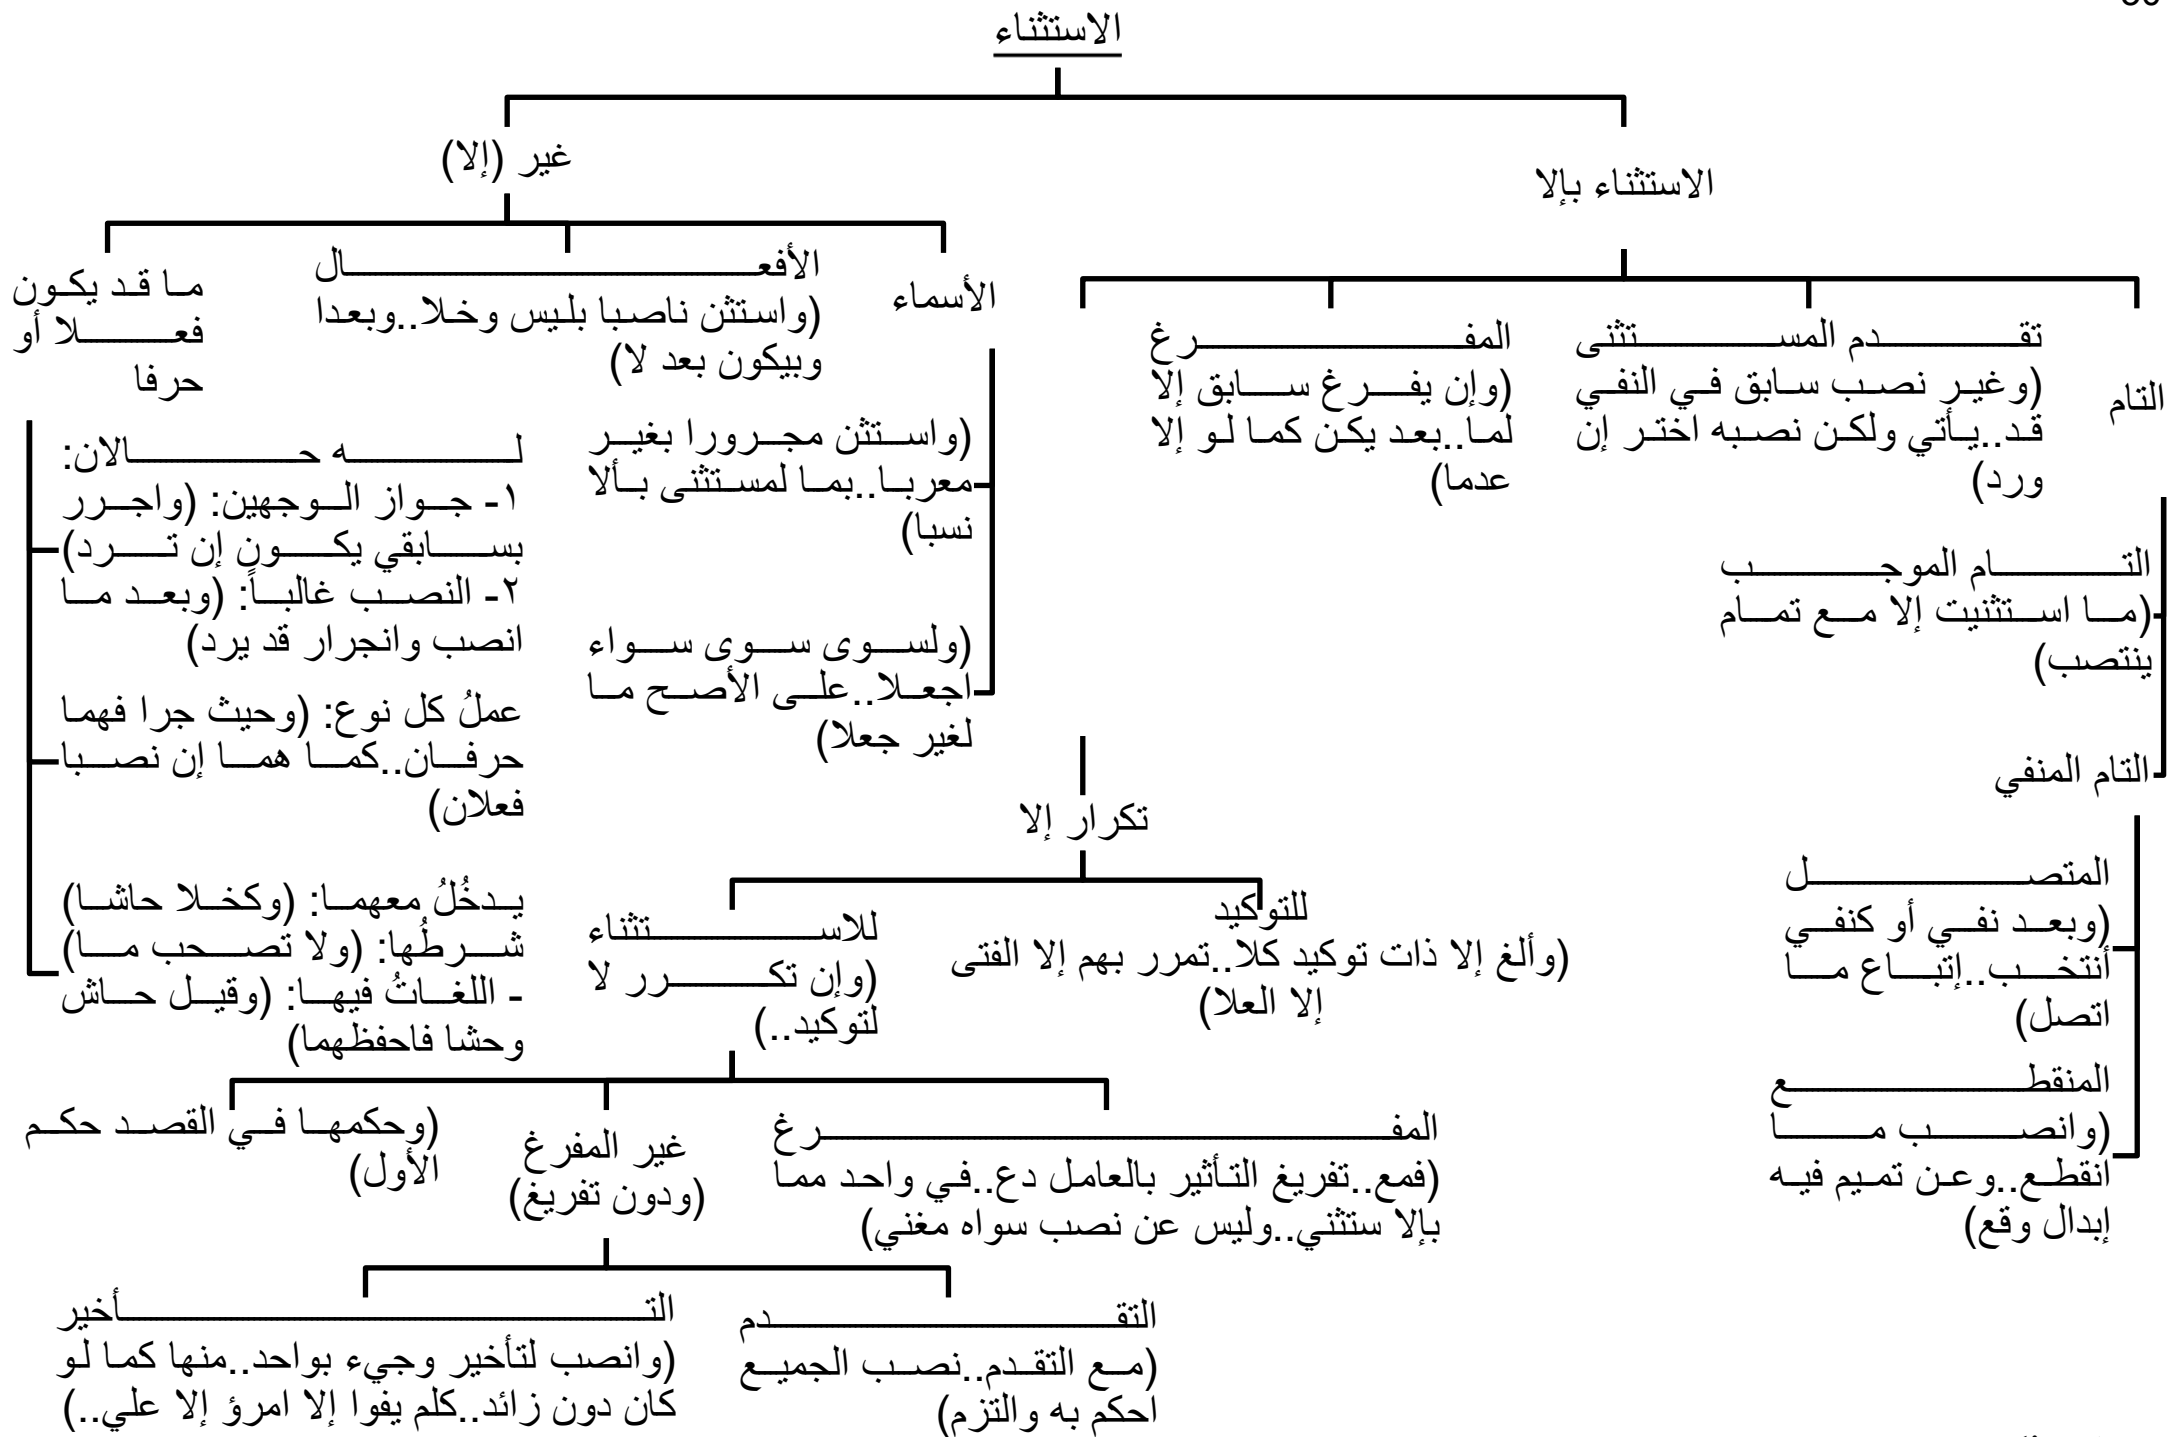 الاستثناء
الاستثناء بإلا
غير (إلا)
التام
التام الموجب
(ما استثنيت إلا مع تمام
ينتصب)
التام المنفي
المتصل
(وبعد نفي أو كنفي
أنتخب..إتباع ما
اتصل)
المنقطع
(وانصب ما
انقطع..وعن تميم فيه
إبدال وقع)
تقدم المستثنى
(وغير نصب سابق في النفي
قد..يأتي ولكن نصبه اختر إن
ورد)
المفرغ
(وإن يفرغ سابق إلا
لما..بعد يكن كما لو إلا
عدما)
تكرار إلا
للتوكيد
(وألغ إلا ذات توكيد كلا..تمرر بهم إلا الفتى
إلا العلا)
للاستثناء
(وإن تكرر لا
لتوكيد..)
المفرغ
(فمع..تفريغ التأثير بالعامل دع..في واحد مما
بإلا ستثني..وليس عن نصب سواه مغني)
غير المفرغ
(ودون تفريغ)
التقدم
(مع التقدم..نصب الجميع
احكم به والتزم)
التأخير
(وانصب لتأخير وجيء بواحد..منها كما لو
كان دون زائد..كلم يفوا إلا امرؤ إلا علي..)
(وحكمها في القصد حكم
الأول)
الأسماء
(واستثن مجرورا بغير
معربا..بما لمستثنى بألا
نسبا)
(ولسوى سوى سواء
اجعلا..على الأصح ما
لغير جعلا)
الأفعال
(واستثن ناصبا بليس وخلا..وبعدا
وبيكون بعد لا)
ما قد يكون
فعلا أو
حرفا
له حالان:
١- جواز الوجهين: (واجرر
بسابقي يكون إن ترد)
٢- النصب غالباً: (وبعد ما
انصب وانجرار قد يرد)
عملُ كل نوع: (وحيث جرا فهما
حرفان..كما هما إن نصبا
فعلان)
يدخُلُ معهما: (وكخلا حاشا)
شرطُها: (ولا تصحب ما)
- اللغاتُ فيها: (وقيل حاش
وحشا فاحفظهما)